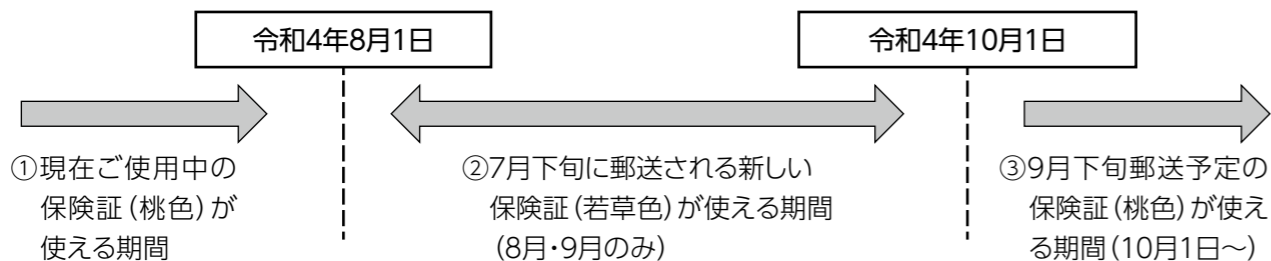 令和4年8月1日
令和4年10月1日
①現在ご使用中の
保険証(桃色)が
使える期間
②7月下旬に郵送される新しい
保険証(若草色)が使える期間
(8月・9月のみ)
③9月下旬郵送予定の
保険証(桃色)が使え
る期間(10月1日～)